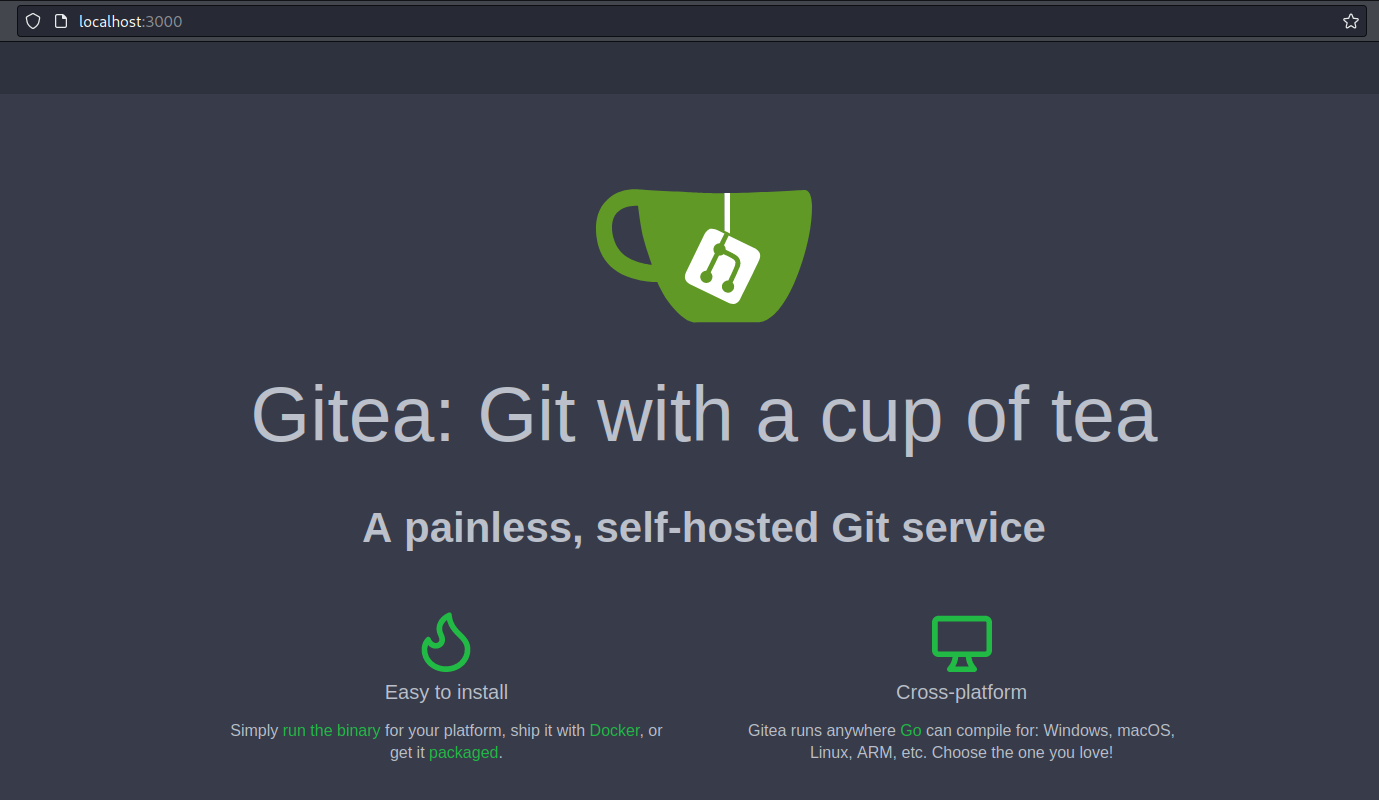 localhost:3000
Gitea: Git with a cup of tea
A painless, self-hosted Git service
Easy to install
Simply run the binary for your platform, ship it with Docker, or
get it packaged.
Cross-platform
Gitea runs anywhere Go can compile for: Windows, macOS,
Linux, ARM, etc. Choose the one you love!